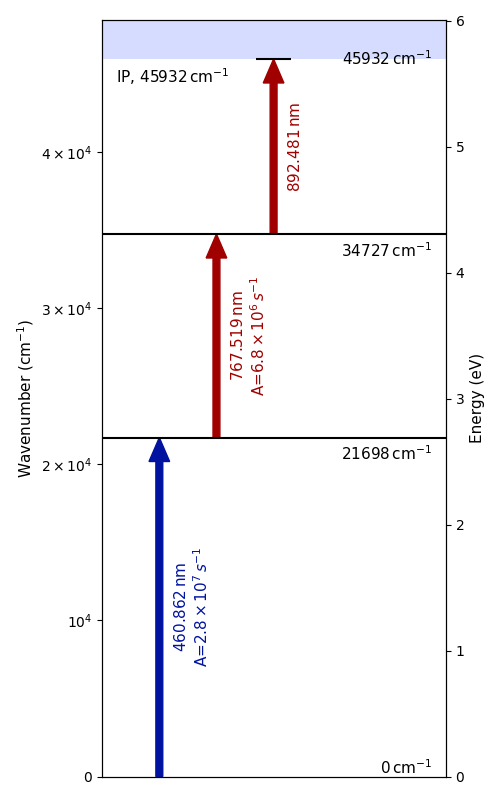 6
45932 cm⁻¹
IP, 45932 cm⁻¹
892.481 nm
4 × 10⁴
5
34727 cm⁻¹
4
767.519 nm
A=6.8 × 10⁶ s⁻¹
3 × 10⁴
Wavenumber (cm⁻¹)
Energy (eV)
3
21698 cm⁻¹
2 × 10⁴
2
460.862 nm
A=2.8 × 10⁷ s⁻¹
10⁴
1
0 cm⁻¹
0
0